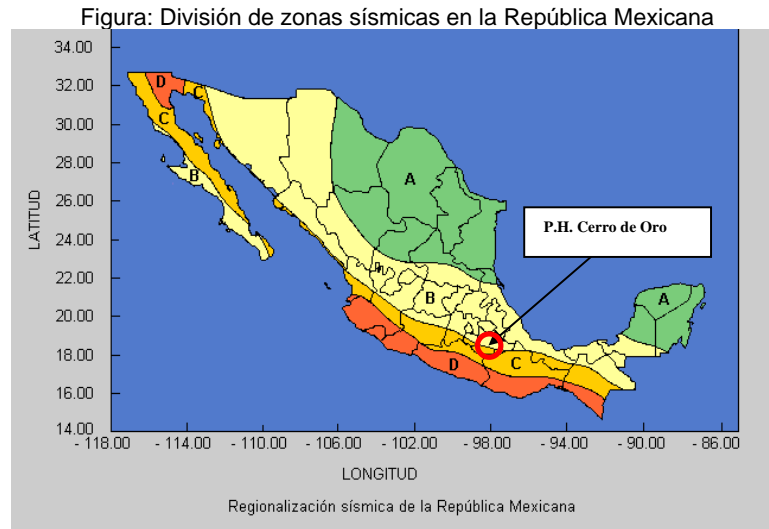 Figura: División de zonas sísmicas en la República Mexicana
34.00
32.00
30.00
28.00
26.00
24.00
22.00
20.00
18.00
16.00
14.00
LATITUD
D
C
C
B
A
P.H. Cerro de Oro
B
A
D
C
- 118.00 - 114.00 - 110.00 - 106.00 - 102.00 - 98.00 - 94.00 - 90.00 - 86.00
LONGITUD
Regionalización sísmica de la República Mexicana